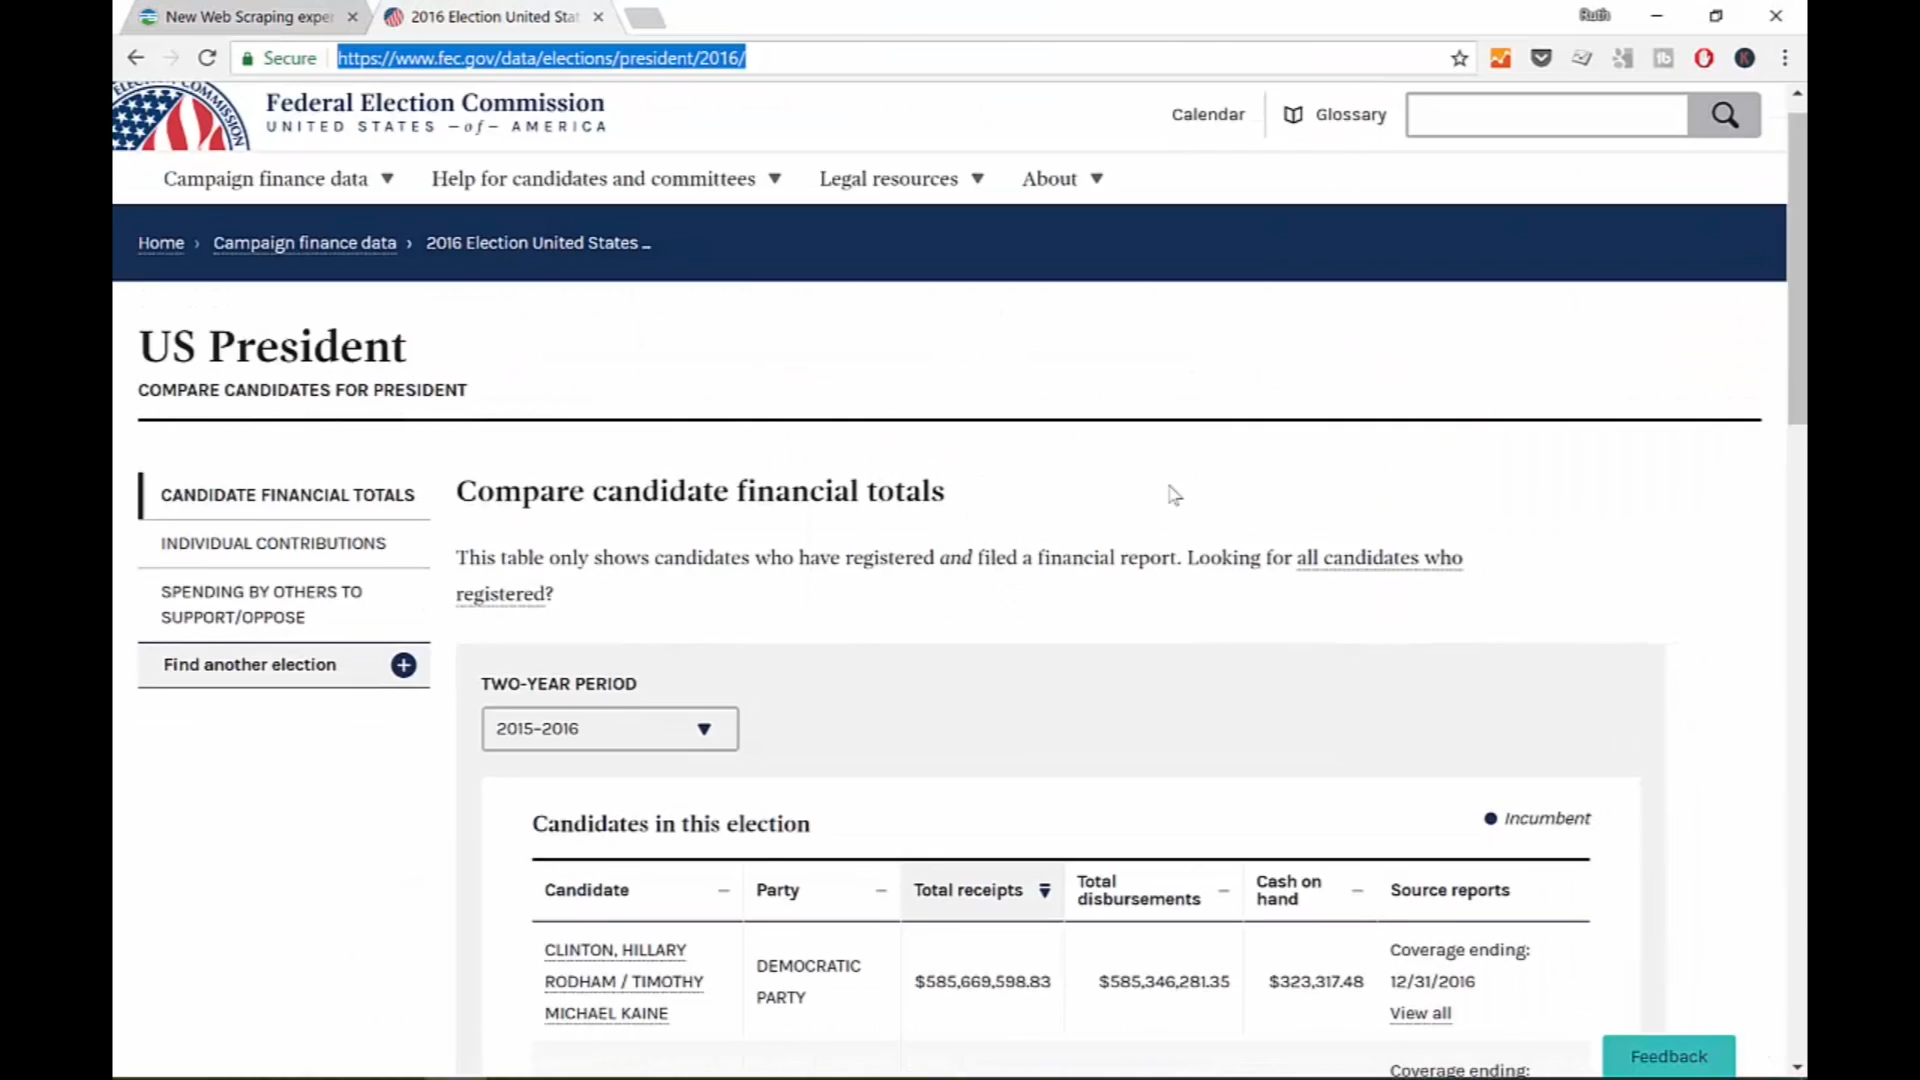 New Web Scraping expe
2016 Election United Stat
Ruth
Secure
https://www.fec.gov/data/elections/president/2016/
Federal Election Commission
UNITED STATES -of- AMERICA
Calendar
Glossary
Campaign finance data
Help for candidates and committees
Legal resources
About
Home › Campaign finance data › 2016 Election United States ...
US President
COMPARE CANDIDATES FOR PRESIDENT
CANDIDATE FINANCIAL TOTALS
INDIVIDUAL CONTRIBUTIONS
SPENDING BY OTHERS TO
SUPPORT/OPPOSE
Find another election
Compare candidate financial totals
This table only shows candidates who have registered and filed a financial report. Looking for all candidates who
registered?
TWO-YEAR PERIOD
2015–2016
Candidates in this election
Incumbent
Candidate
Party
Total receipts
Total
disbursements
Cash on
hand
Source reports
CLINTON, HILLARY
RODHAM / TIMOTHY
MICHAEL KAINE
DEMOCRATIC
PARTY
$585,669,598.83
$585,346,281.35
$323,317.48
Coverage ending:
12/31/2016
View all
Coverage ending:
Feedback